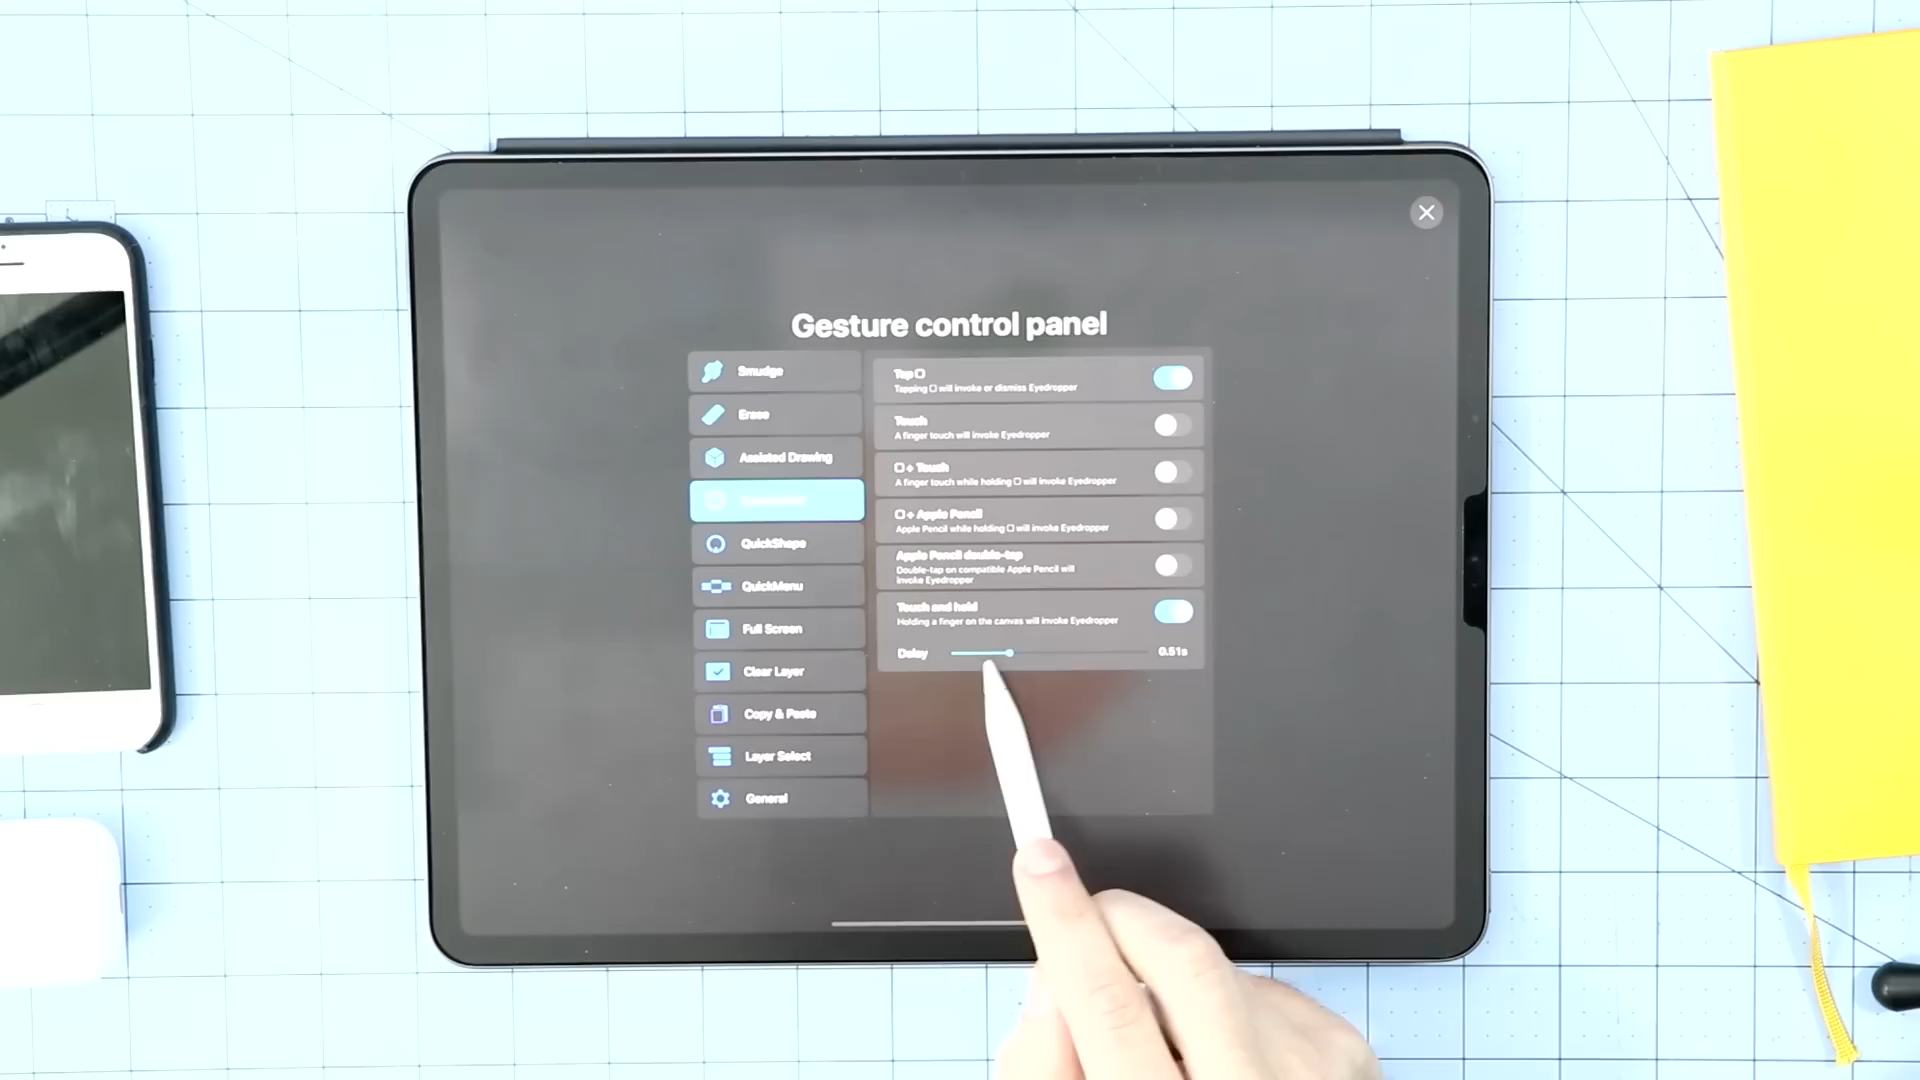 Gesture control panel
Smudge
Erase
Assisted Drawing
QuickShape
QuickMenu
Full Screen
Clear Layer
Copy & Paste
Layer Select
General
Tap
Tapping will invoke or dismiss Eyedropper
Touch
A finger touch will invoke Eyedropper
+ Touch
A finger touch while holding will invoke Eyedropper
+ Apple Pencil
Apple Pencil while holding will invoke Eyedropper
Apple Pencil double-tap
Double-tap on compatible Apple Pencil will
invoke Eyedropper
Touch and hold
Holding a finger on the canvas will invoke Eyedropper
Delay 0.51s